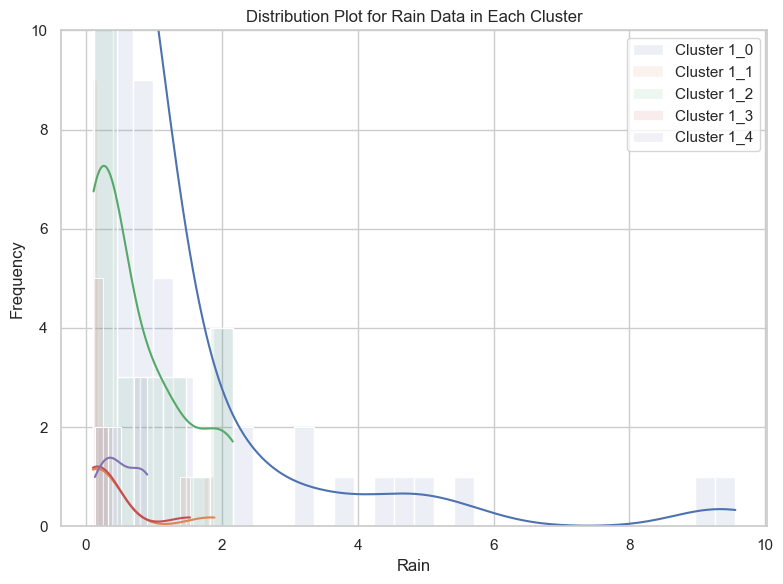 Distribution Plot for Rain Data in Each Cluster
10
8
6
4
2
0
Frequency
Cluster 1_0
Cluster 1_1
Cluster 1_2
Cluster 1_3
Cluster 1_4
0 2 4 6 8 10
Rain